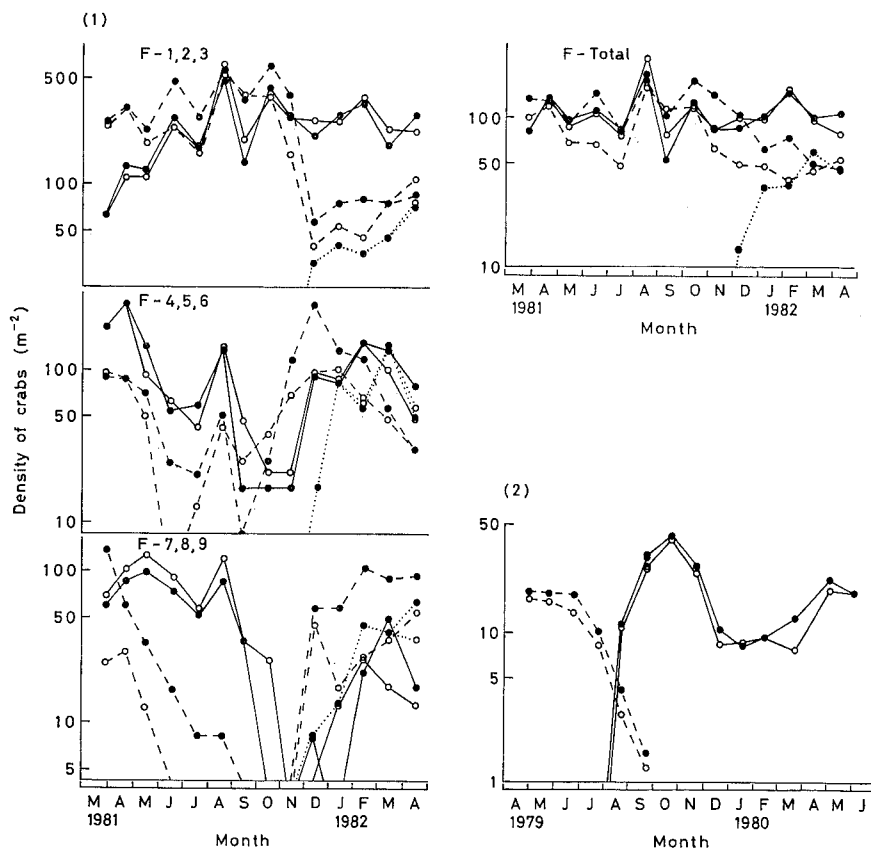 (1)
F-1,2,3
500
100
50
F-4,5,6
100
50
10
F-7,8,9
100
50
10
5
M A M J J A S O N D J F M A
1981 1982
Month
Density of crabs (m⁻²)
F-Total
100
50
10
M A M J J A S O N D J F M A
1981 1982
Month
(2)
50
10
5
1
A M J J A S O N D J F M A M J
1979 1980
Month